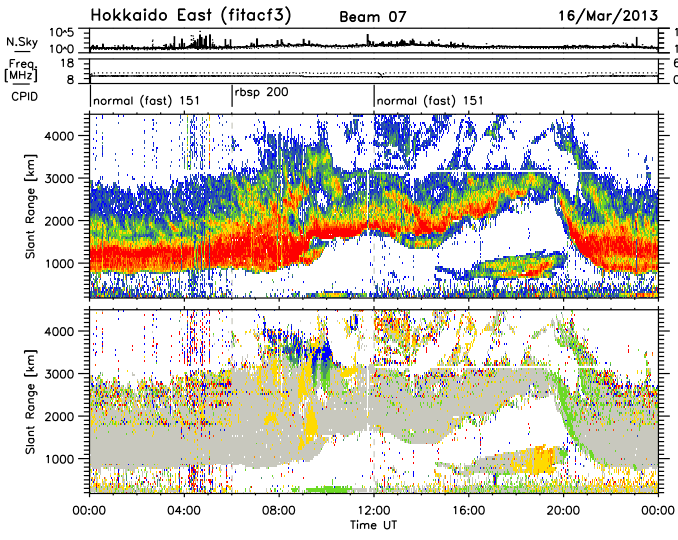 Hokkaido East (fitacf3) Beam 07 16/Mar/2013
N.Sky 10^5 10^0
Freq. [MHz] 18 8 6 0
CPID normal (fast) 151 rbsp 200 normal (fast) 151
Slant Range [km] 4000 3000 2000 1000
Slant Range [km] 4000 3000 2000 1000
00:00 04:00 08:00 12:00 16:00 20:00 00:00
Time UT